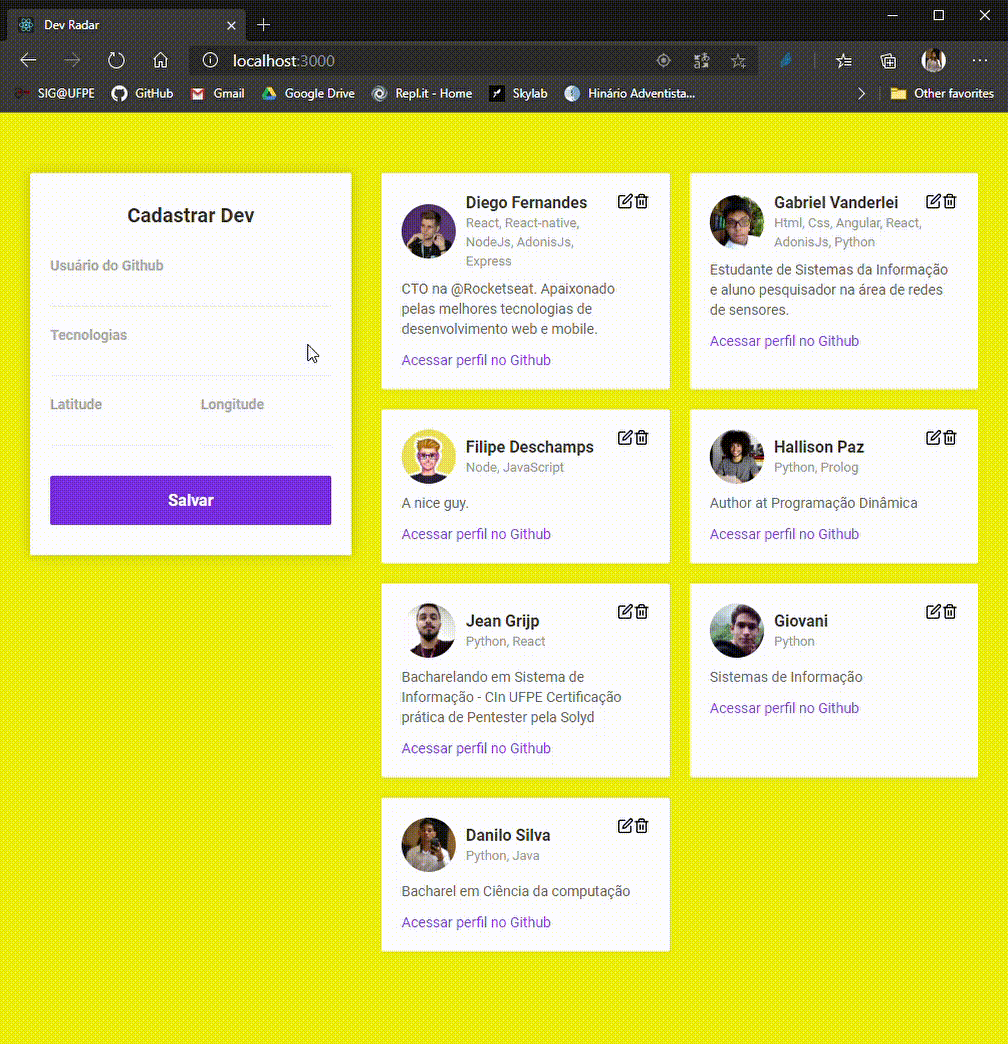 Dev Radar
localhost:3000
SIG@UFPE GitHub Gmail Google Drive Repl.it - Home Skylab Hinário Adventista... Other favorites
Cadastrar Dev
Usuário do Github
Tecnologias
Latitude Longitude
Salvar
Diego Fernandes
React, React-native,
NodeJs, AdonisJs,
Express
CTO na @Rocketseat. Apaixonado
pelas melhores tecnologias de
desenvolvimento web e mobile.
Acessar perfil no Github
Gabriel Vanderlei
Html, Css, Angular, React,
AdonisJs, Python
Estudante de Sistemas da Informação
e aluno pesquisador na área de redes
de sensores.
Acessar perfil no Github
Filipe Deschamps
Node, JavaScript
A nice guy.
Acessar perfil no Github
Hallison Paz
Python, Prolog
Author at Programação Dinâmica
Acessar perfil no Github
Jean Grijp
Python, React
Bacharelando em Sistema de
Informação - CIn UFPE Certificação
prática de Pentester pela Solyd
Acessar perfil no Github
Giovani
Python
Sistemas de Informação
Acessar perfil no Github
Danilo Silva
Python, Java
Bacharel em Ciência da computação
Acessar perfil no Github